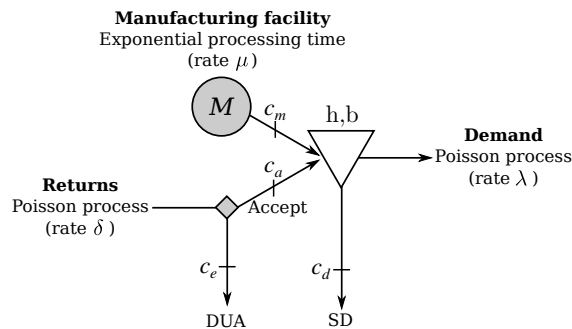 Manufacturing facility
Exponential processing time
(rate μ)
M
c_m
h,b
Demand
Poisson process
(rate λ)
c_a
Returns
Poisson process
(rate δ)
Accept
c_e
c_d
DUA
SD